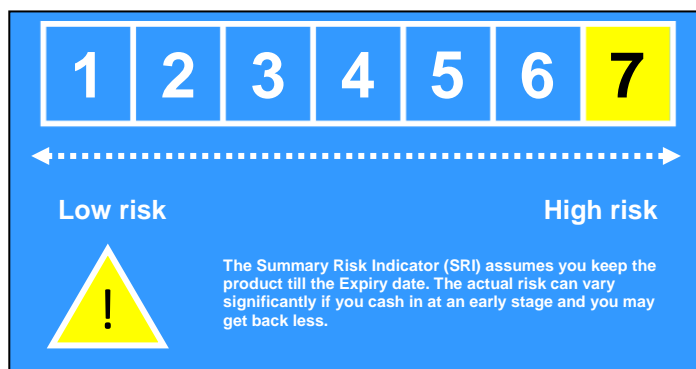 1 2 3 4 5 6 7
Low risk High risk
!
The Summary Risk Indicator (SRI) assumes you keep the
product till the Expiry date. The actual risk can vary
significantly if you cash in at an early stage and you may
get back less.